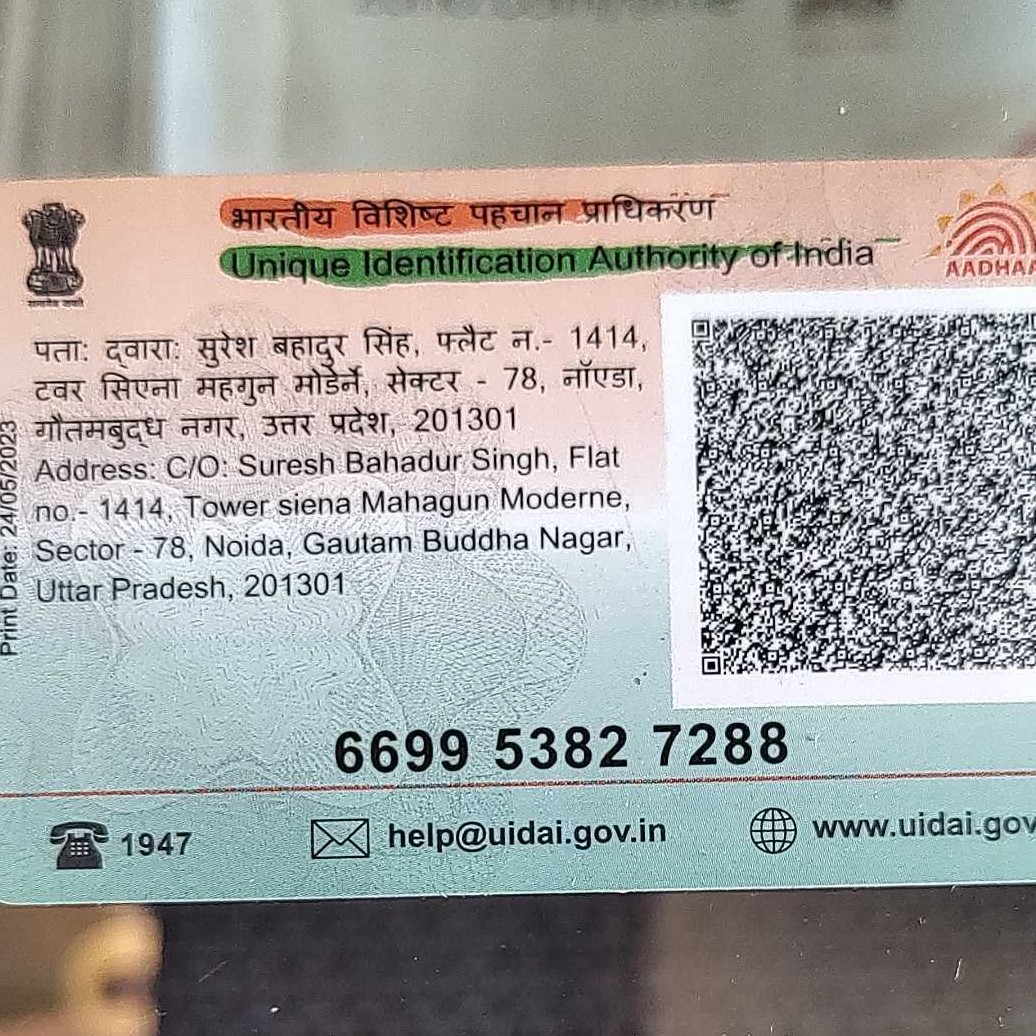 भारतीय विशिष्ट पहचान प्राधिकरण
Unique Identification Authority of India
AADHAA
पता: द्वारा: सुरेश बहादुर सिंह, फ्लैट न.- 1414,
टवर सिएना महगुन मोडेर्ने, सेक्टर - 78, नॉएडा,
गौतमबुद्ध नगर, उत्तर प्रदेश, 201301
Address: C/O: Suresh Bahadur Singh, Flat
no.- 1414, Tower siena Mahagun Moderne,
Sector - 78, Noida, Gautam Buddha Nagar,
Uttar Pradesh, 201301
Print Date: 24/05/2023
6699 5382 7288
1947
help@uidai.gov.in
www.uidai.gov